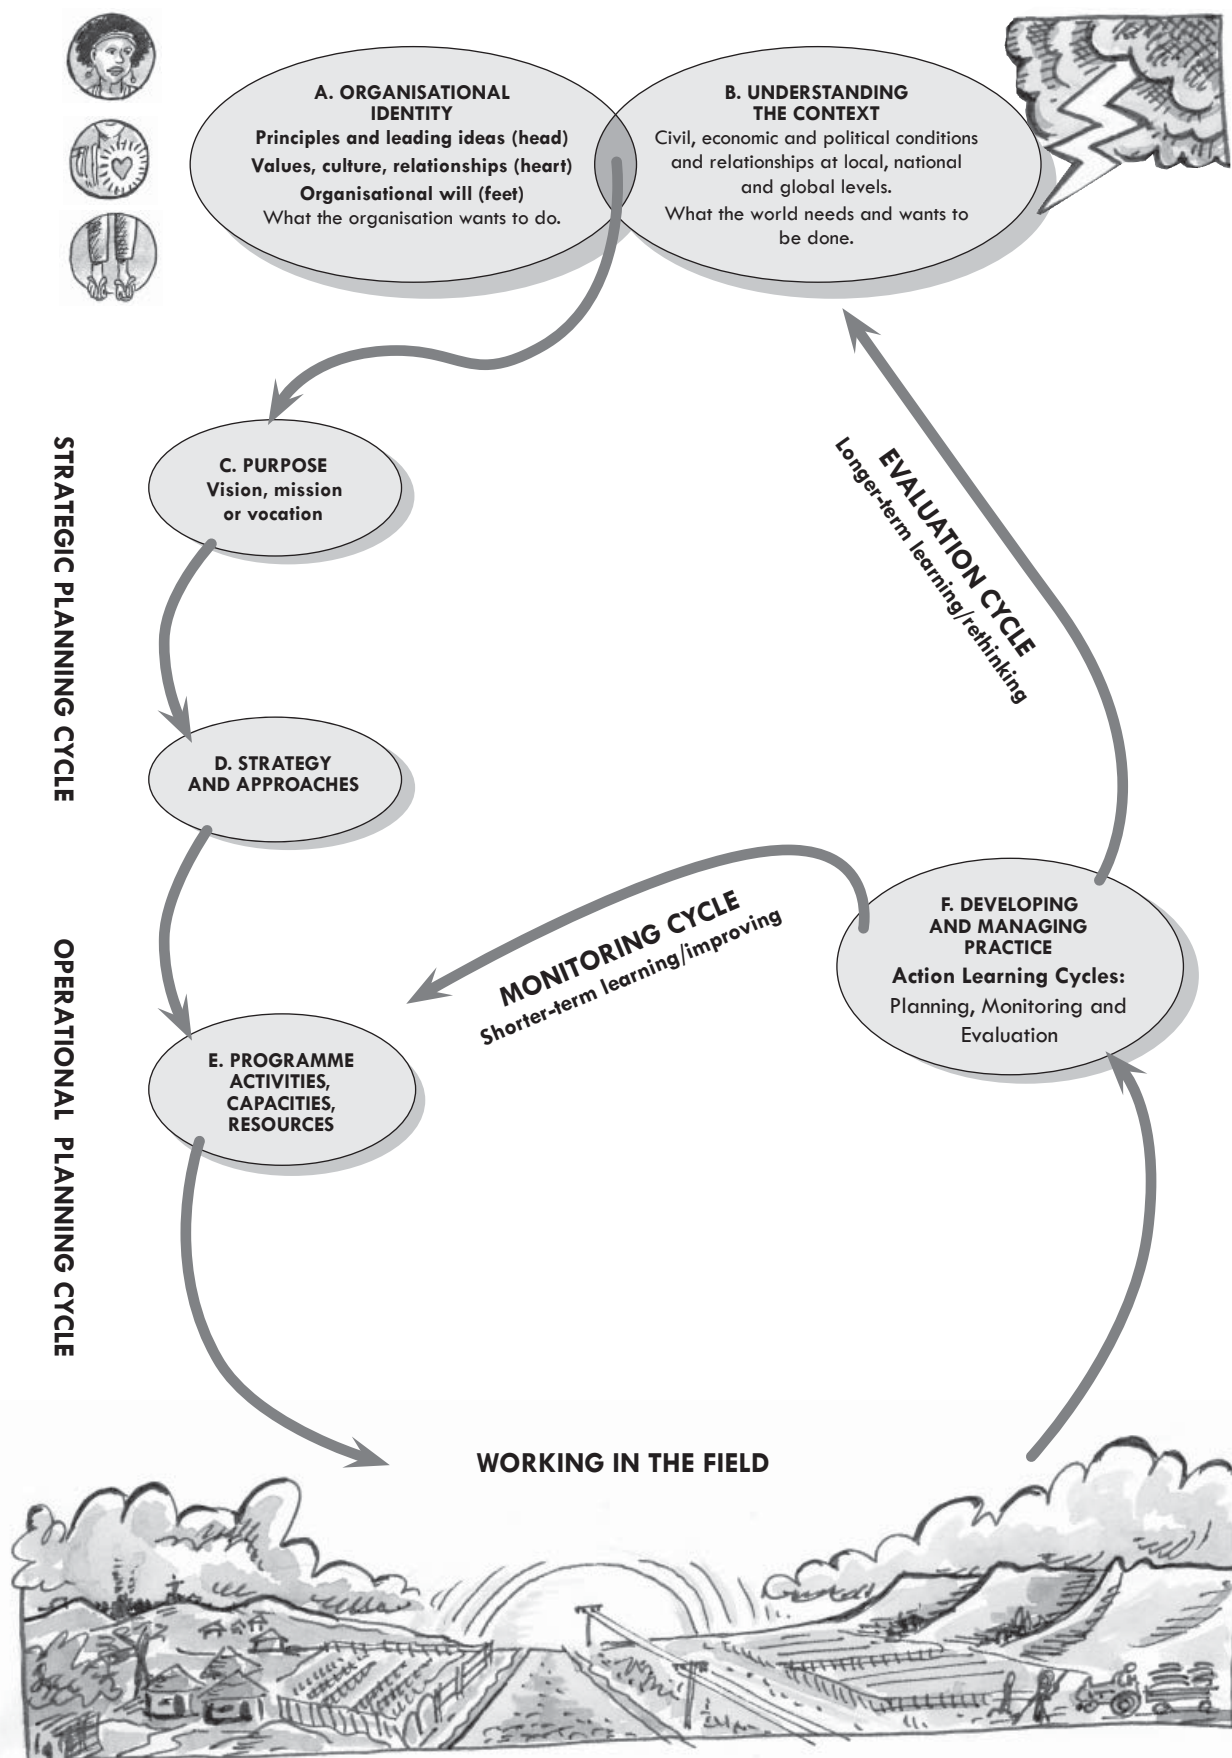 A. ORGANISATIONAL
IDENTITY
Principles and leading ideas (head)
Values, culture, relationships (heart)
Organisational will (feet)
What the organisation wants to do.
B. UNDERSTANDING
THE CONTEXT
Civil, economic and political conditions
and relationships at local, national
and global levels.
What the world needs and wants to
be done.
STRATEGIC PLANNING CYCLE
C. PURPOSE
Vision, mission
or vocation
EVALUATION CYCLE
Longer-term learning/rethinking
D. STRATEGY
AND APPROACHES
MONITORING CYCLE
Shorter-term learning/improving
F. DEVELOPING
AND MANAGING
PRACTICE
Action Learning Cycles:
Planning, Monitoring and
Evaluation
OPERATIONAL PLANNING CYCLE
E. PROGRAMME
ACTIVITIES,
CAPACITIES,
RESOURCES
WORKING IN THE FIELD